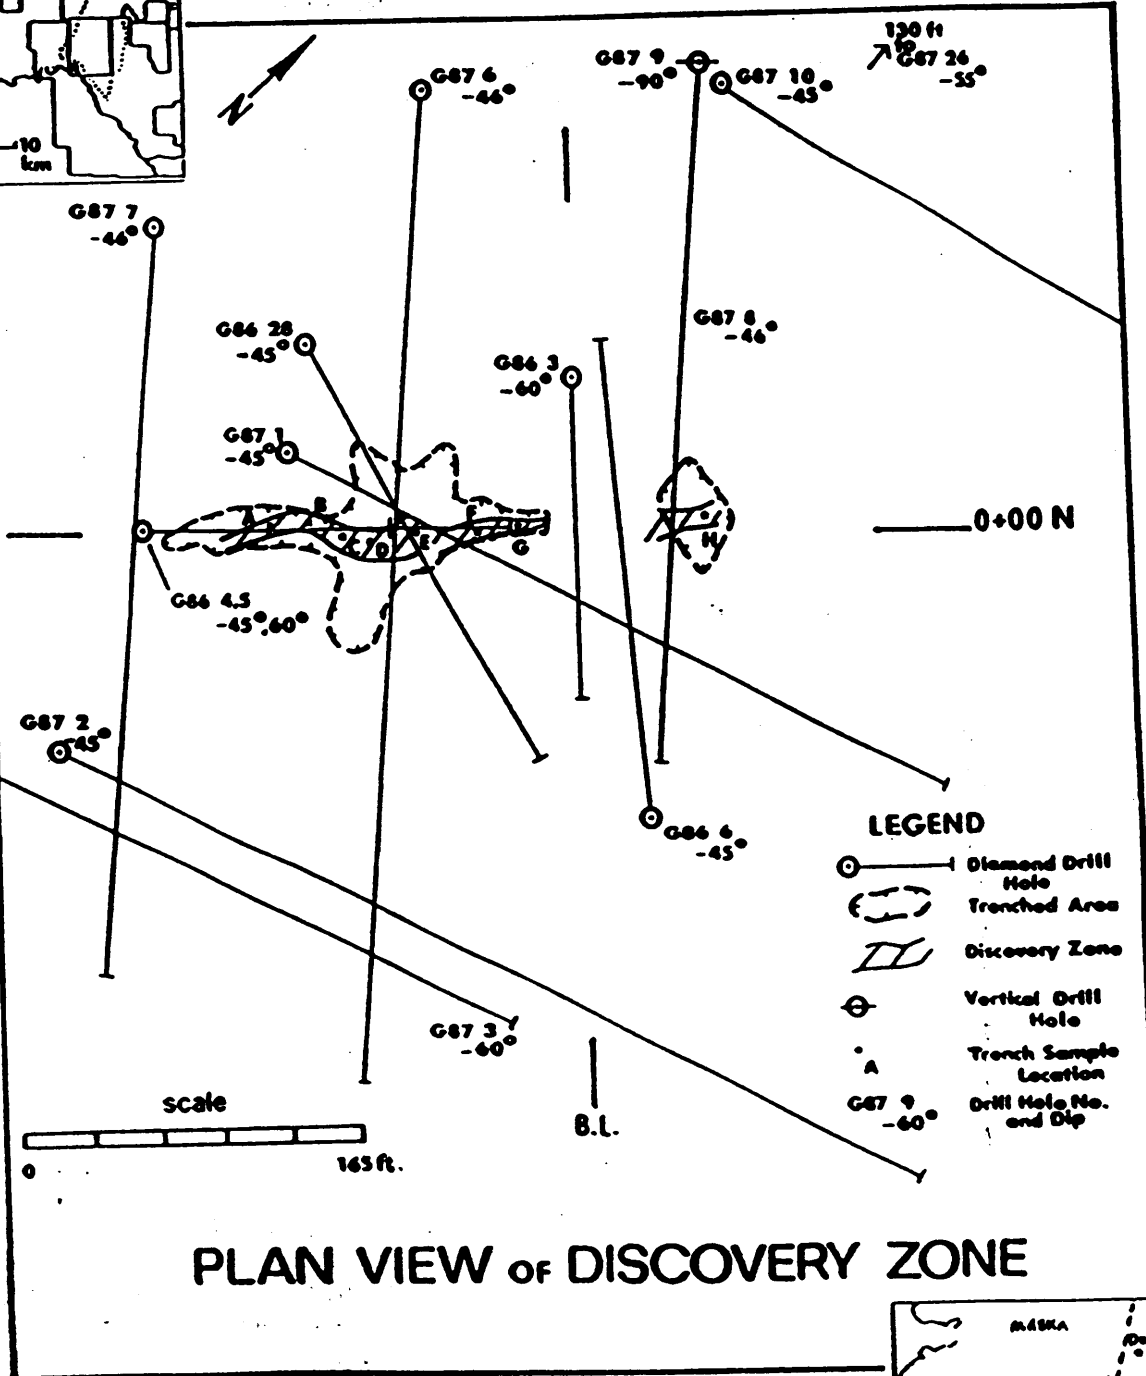 10
km
N
G87 6
-46°
G87 9
-90°
G87 10
-45°
130 ft
to
G87 26
-55°
G87 7
-46°
G86 28
-45°
G87 8
-46°
G86 3
-60°
G87 1
-45°
A
B
C
D
E
F
G
H
0+00 N
G86 4,5
-45°,60°
G87 2
-45°
G86 6
-45°
G87 3
-60°
LEGEND
Diamond Drill
Hole
Trenched Area
Discovery Zone
Vertical Drill
Hole
A
Trench Sample
Location
G87 9
-60°
Drill Hole No.
and Dip
scale
0
165 ft.
B.L.
PLAN VIEW OF DISCOVERY ZONE